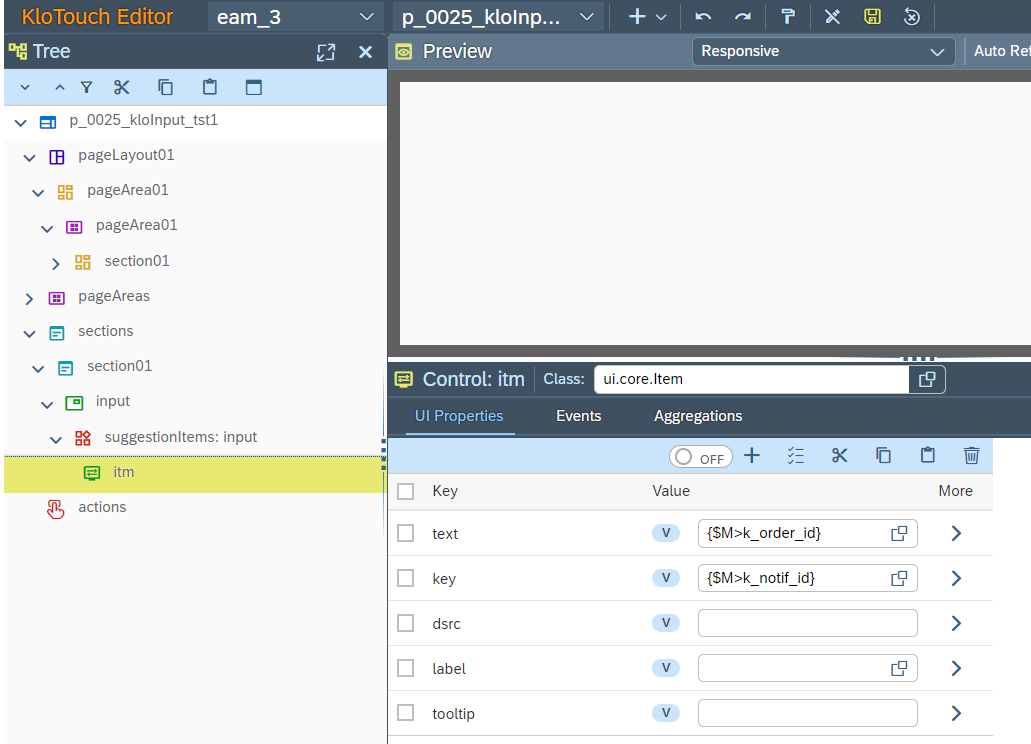 KloTouch Editor
eam_3
p_0025_kloInp...
Tree
Preview
Responsive
Auto Ref
p_0025_kloInput_tst1
pageLayout01
pageArea01
pageArea01
section01
pageAreas
sections
section01
input
suggestionItems: input
itm
actions
Control: itm
Class:
ui.core.Item
UI Properties
Events
Aggregations
OFF
Key
Value
More
text
V
{$M>k_order_id}
key
V
{$M>k_notif_id}
dsrc
V
label
V
tooltip
V